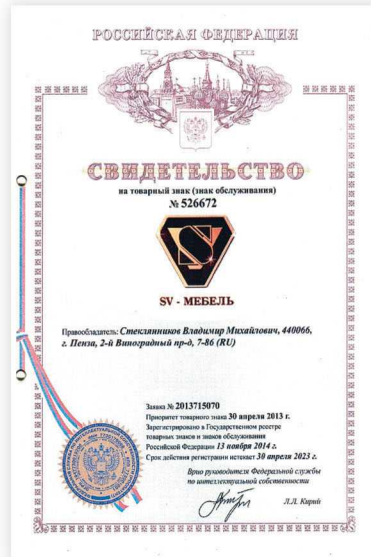 РОССИЙСКАЯ ФЕДЕРАЦИЯ
СВИДЕТЕЛЬСТВО
на товарный знак (знак обслуживания)
№ 526672
SV
SV - МЕБЕЛЬ
Правообладатель: Стеклянников Владимир Михайлович, 440066,
г. Пенза, 2-й Виноградный пр-д, 7-86 (RU)
Заявка № 2013715070
Приоритет товарного знака 30 апреля 2013 г.
Зарегистрировано в Государственном реестре
товарных знаков и знаков обслуживания
Российской Федерации 13 ноября 2014 г.
Срок действия регистрации истекает 30 апреля 2023 г.
Врио руководителя Федеральной службы
по интеллектуальной собственности
Л.Л. Кирий